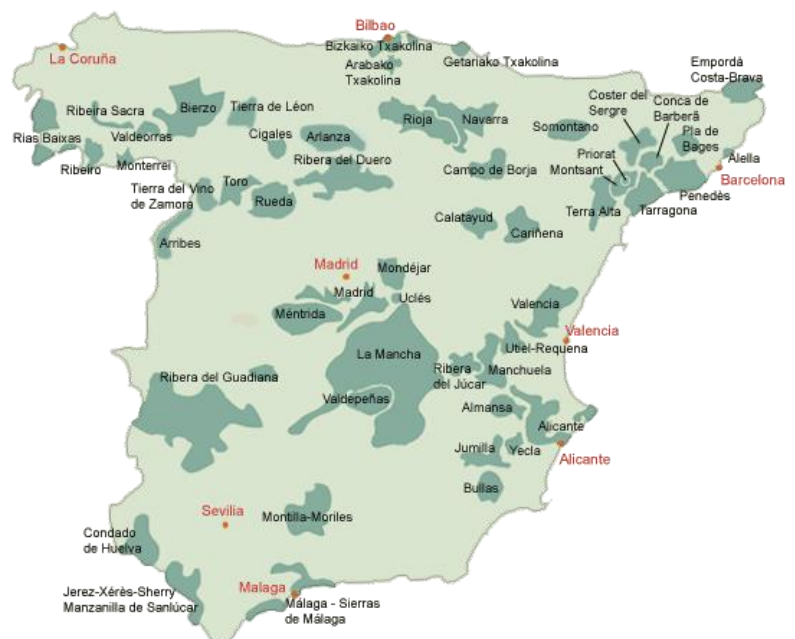 Bilbao
Bizkaiko Txakolina
La Coruña
Arabako
Txakolina
Getariako Txakolina
Empordà
Costa-Brava
Coster del
Sergre
Conca de
Barberã
Ribeira Sacra
Bierzo
Tierra de Léon
Rioja
Navarra
Somontano
Pla de
Bages
Rias Baixas
Valdeorras
Cigales
Arlanza
Ribeiro
Monterrei
Ribera del Duero
Campo de Borja
Priorat
Montsant
Alella
Barcelona
Tierra del Vino
de Zamora
Toro
Rueda
Penedès
Terra Alta
Tarragona
Calatayud
Cariñena
Arribes
Madrid
Mondéjar
Madrid
Uclés
Méntrida
Valencia
Valencia
Utiel-Requena
La Mancha
Ribera
del Júcar
Manchuela
Ribera del Guadiana
Valdepeñas
Almansa
Alicante
Jumilla
Yecla
Alicante
Bullas
Sevilia
Montilla-Moriles
Condado
de Huelva
Jerez-Xérès-Sherry
Manzanilla de Sanlúcar
Malaga
Málaga - Sierras
de Málaga